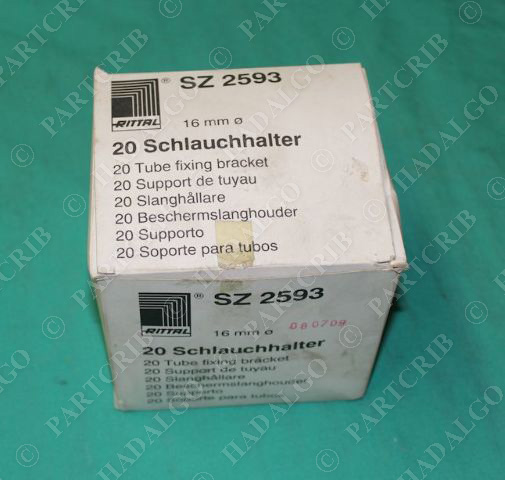 RITTAL ® SZ 2593
16 mm ø
20 Schlauchhalter
20 Tube fixing bracket
20 Support de tuyau
20 Slanghållare
20 Beschermslanghouder
20 Supporto
20 Soporte para tubos
RITTAL ® SZ 2593
16 mm ø 080709
20 Schlauchhalter
20 Tube fixing bracket
20 Support de tuyau
20 Slanghållare
20 Beschermslanghouder
20 Supporto
20 Soporte para tubos
PARTCRIB
HADALGO